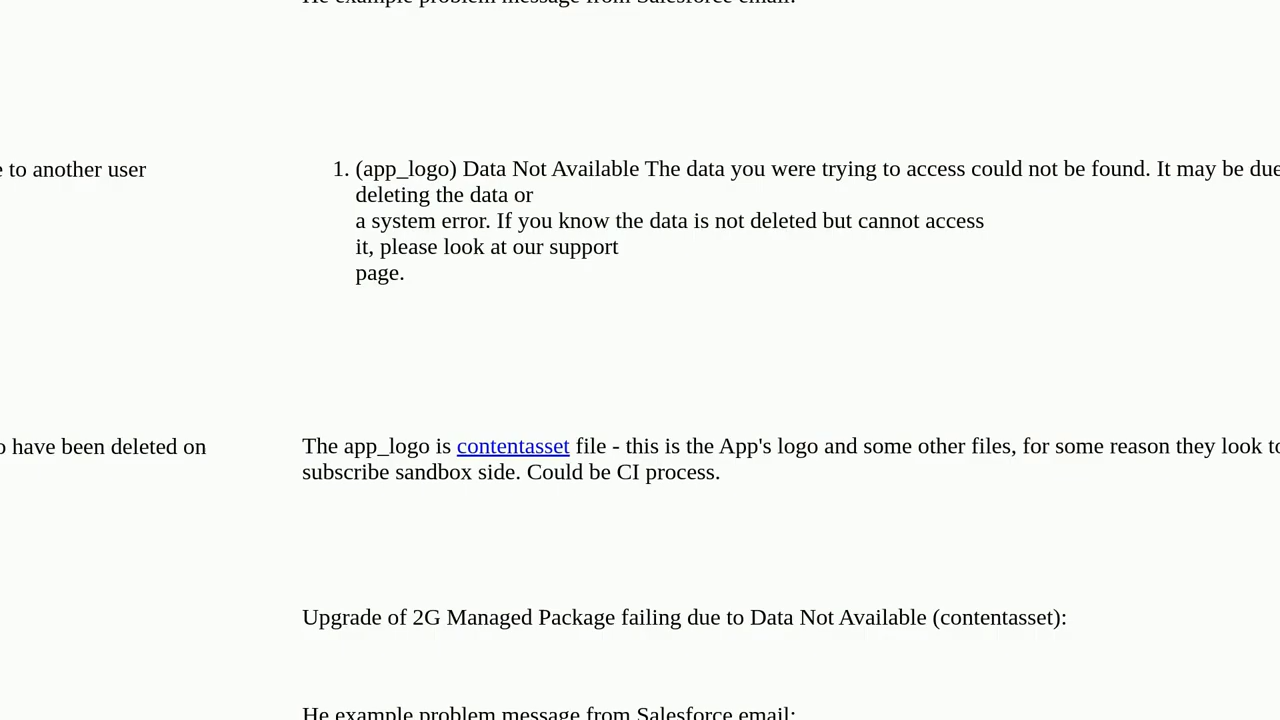 He example problem message from Salesforce email:
e to another user
1. (app_logo) Data Not Available The data you were trying to access could not be found. It may be due
deleting the data or
a system error. If you know the data is not deleted but cannot access
it, please look at our support
page.
o have been deleted on
The app_logo is contentasset file - this is the App's logo and some other files, for some reason they look to
subscribe sandbox side. Could be CI process.
Upgrade of 2G Managed Package failing due to Data Not Available (contentasset):
He example problem message from Salesforce email: